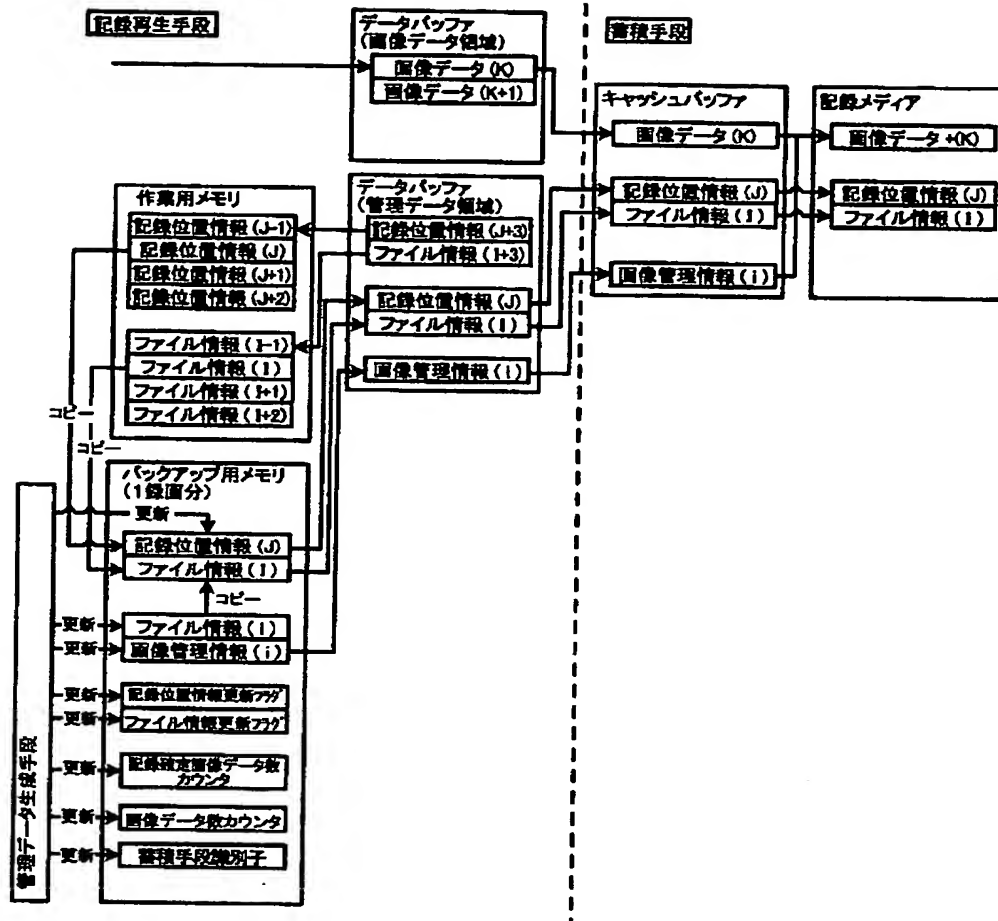 記録再生手段
データバッファ
(画像データ領域)
画像データ(K)
画像データ(K+1)
蓄積手段
キャッシュバッファ
画像データ(K)
記録位置情報(J)
ファイル情報(I)
画像管理情報(i)
記録メディア
画像データ+(K)
記録位置情報(J)
ファイル情報(I)
作業用メモリ
記録位置情報(J-1)
記録位置情報(J)
記録位置情報(J+1)
記録位置情報(J+2)
ファイル情報(I-1)
ファイル情報(I)
ファイル情報(I+1)
ファイル情報(I+2)
データバッファ
(管理データ領域)
記録位置情報(J+3)
ファイル情報(I+3)
記録位置情報(J)
ファイル情報(I)
画像管理情報(i)
コピー
コピー
バックアップ用メモリ
(1録画分)
更新
記録位置情報(J)
ファイル情報(I)
コピー
更新
ファイル情報(i)
更新
画像管理情報(i)
更新
記録位置情報更新フラグ
更新
ファイル情報更新フラグ
更新
記録確定画像データ数
カウンタ
更新
画像データ数カウンタ
更新
蓄積手段識別子
管理データ生成手段